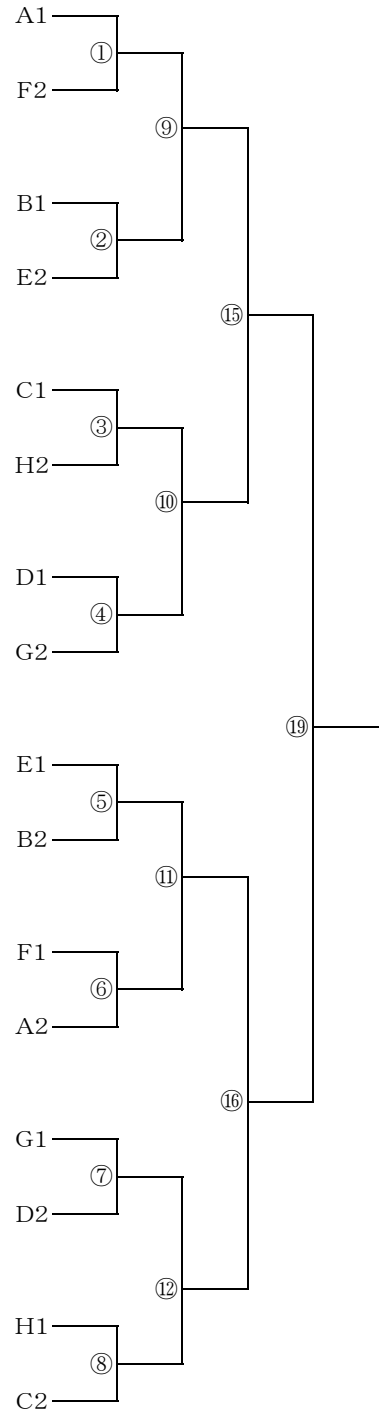 A1
①
F2
⑨
B1
②
E2
⑮
C1
③
H2
⑩
D1
④
G2
⑲
E1
⑤
B2
⑪
F1
⑥
A2
⑯
G1
⑦
D2
⑫
H1
⑧
C2